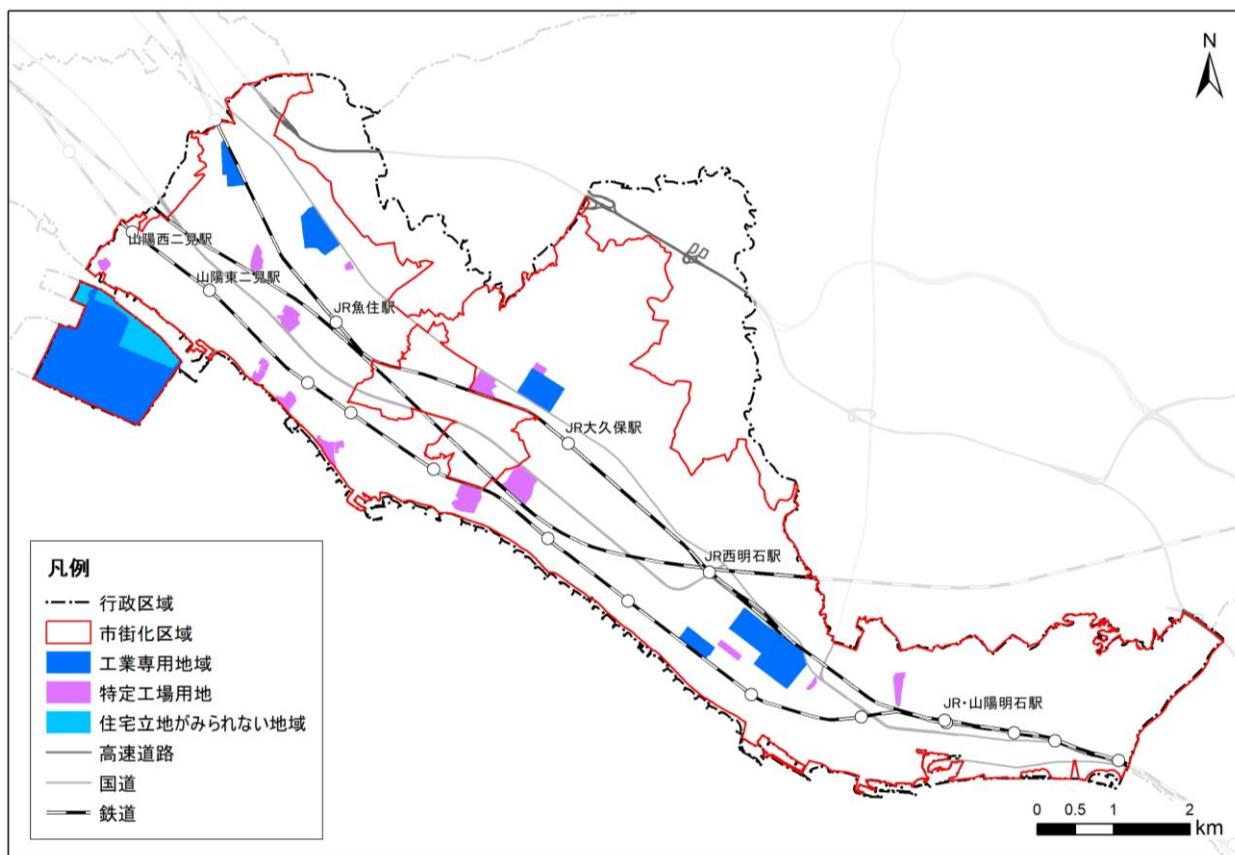 N
山陽西二見駅
山陽東二見駅
JR魚住駅
JR大久保駅
JR西明石駅
JR・山陽明石駅
凡例
行政区域
市街化区域
工業専用地域
特定工場用地
住宅立地がみられない地域
高速道路
国道
鉄道
0 0.5 1 2
km